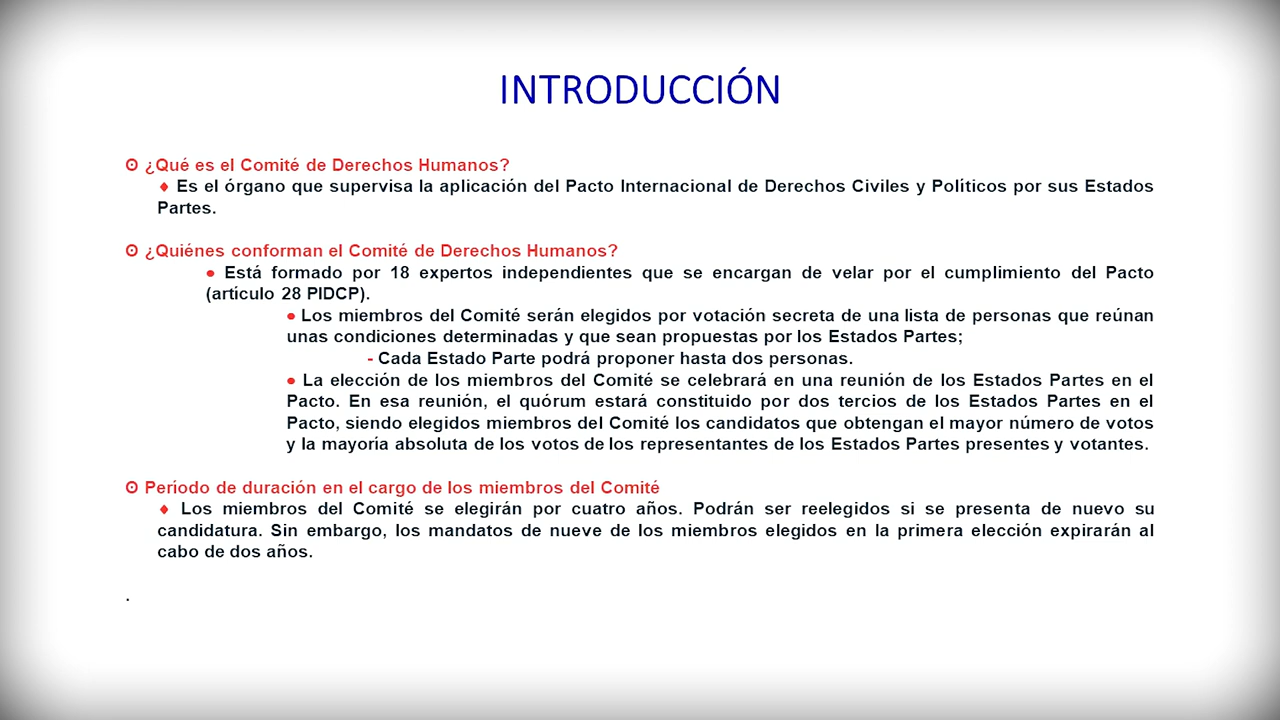 INTRODUCCIÓN
⊙ ¿Qué es el Comité de Derechos Humanos?
♦ Es el órgano que supervisa la aplicación del Pacto Internacional de Derechos Civiles y Políticos por sus Estados
Partes.
⊙ ¿Quiénes conforman el Comité de Derechos Humanos?
● Está formado por 18 expertos independientes que se encargan de velar por el cumplimiento del Pacto
(artículo 28 PIDCP).
● Los miembros del Comité serán elegidos por votación secreta de una lista de personas que reúnan
unas condiciones determinadas y que sean propuestas por los Estados Partes;
- Cada Estado Parte podrá proponer hasta dos personas.
● La elección de los miembros del Comité se celebrará en una reunión de los Estados Partes en el
Pacto. En esa reunión, el quórum estará constituido por dos tercios de los Estados Partes en el
Pacto, siendo elegidos miembros del Comité los candidatos que obtengan el mayor número de votos
y la mayoría absoluta de los votos de los representantes de los Estados Partes presentes y votantes.
⊙ Período de duración en el cargo de los miembros del Comité
♦ Los miembros del Comité se elegirán por cuatro años. Podrán ser reelegidos si se presenta de nuevo su
candidatura. Sin embargo, los mandatos de nueve de los miembros elegidos en la primera elección expirarán al
cabo de dos años.
.